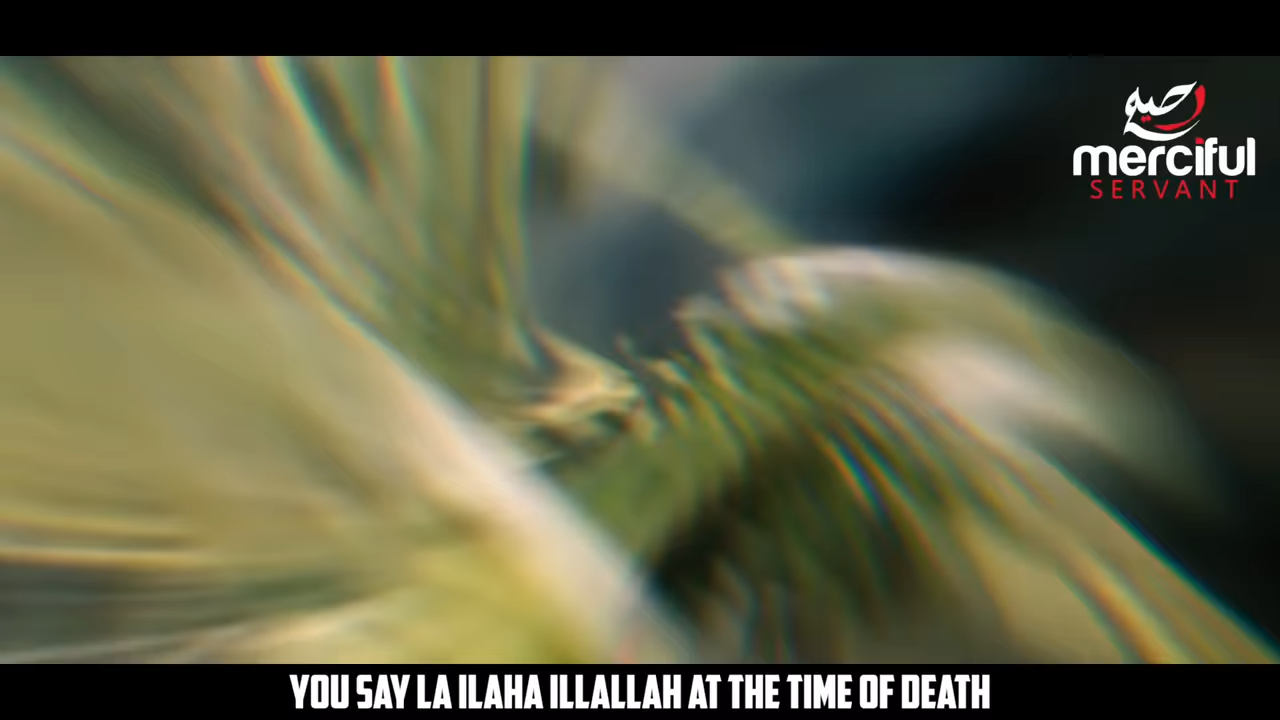 رحيم
merciful
SERVANT
YOU SAY LA ILAHA ILLALLAH AT THE TIME OF DEATH